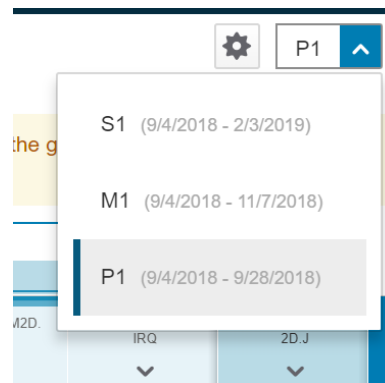 P1
S1 (9/4/2018 - 2/3/2019)
the g
M1 (9/4/2018 - 11/7/2018)
P1 (9/4/2018 - 9/28/2018)
M2D.
IRQ
2D.J